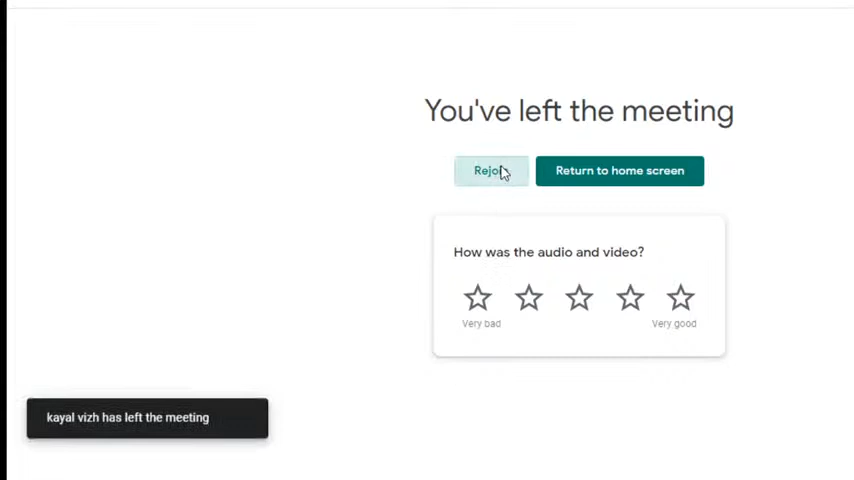 You've left the meeting
Rejoin Return to home screen
How was the audio and video?
Very bad Very good
kayal vizh has left the meeting